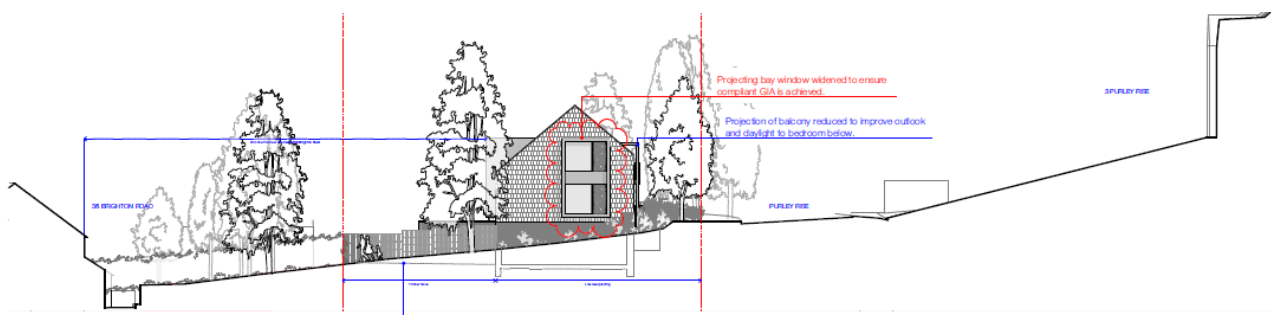 Projecting bay window widened to ensure
compliant GIA is achieved.
3 PURLEY RISE
Projection of balcony reduced to improve outlook
and daylight to bedroom below.
36 BRIGHTON ROAD
PURLEY RISE